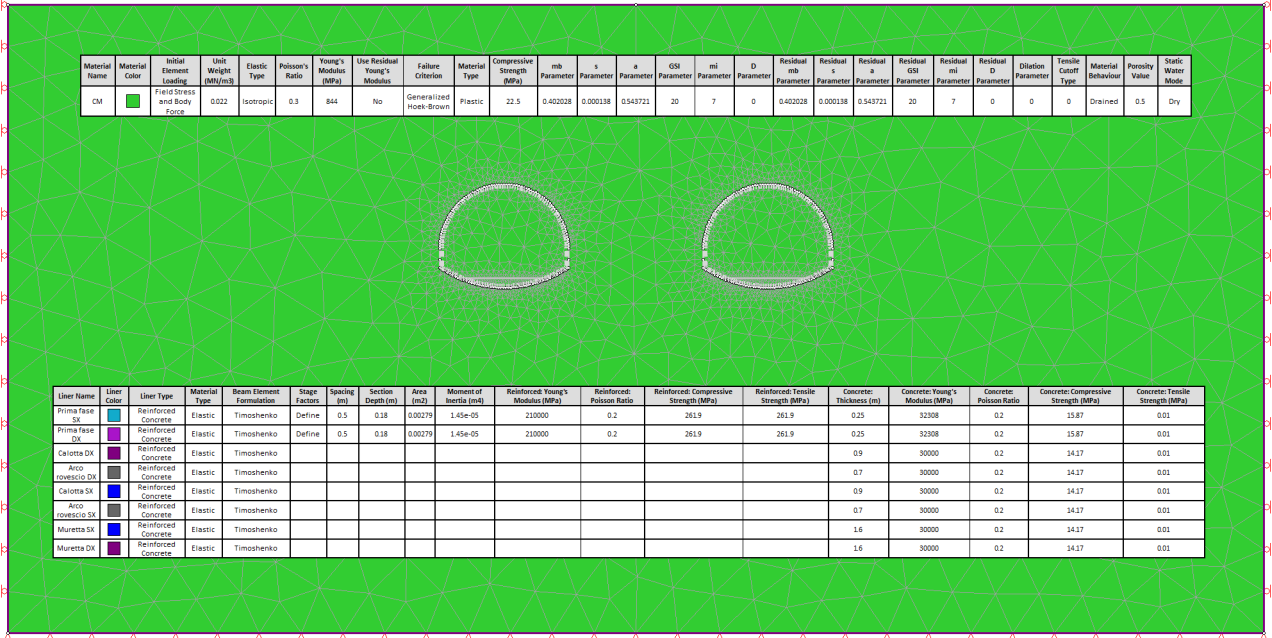 Material Name Material Color Initial Element Loading Unit Weight (MN/m3) Elastic Type Poisson's Ratio Young's Modulus (MPa) Use Residual Young's Modulus Failure Criterion Material Type Compressive Strength (MPa) mb Parameter s Parameter a Parameter GSI Parameter mi Parameter D Parameter Residual mb Parameter Residual s Parameter Residual a Parameter Residual GSI Parameter Residual mi Parameter Residual D Parameter Dilation Parameter Tensile Cutoff Type Material Behaviour Porosity Value Static Water Mode
CM Field Stress and Body Force 0.022 Isotropic 0.3 844 No Generalized Hoek-Brown Plastic 22.5 0.402028 0.000138 0.543721 20 7 0 0.402028 0.000138 0.543721 20 7 0 0 0 Drained 0.5 Dry
Liner Name Liner Color Liner Type Material Type Beam Element Formulation Stage Factors Spacing (m) Section Depth (m) Area (m2) Moment of Inertia (m4) Reinforced: Young's Modulus (MPa) Reinforced: Poisson Ratio Reinforced: Compressive Strength (MPa) Reinforced: Tensile Strength (MPa) Concrete: Thickness (m) Concrete: Young's Modulus (MPa) Concrete: Poisson Ratio Concrete: Compressive Strength (MPa) Concrete: Tensile Strength (MPa)
Prima fase SX Reinforced Concrete Elastic Timoshenko Define 0.5 0.18 0.00279 1.45e-05 210000 0.2 261.9 261.9 0.25 32308 0.2 15.87 0.01
Prima fase DX Reinforced Concrete Elastic Timoshenko Define 0.5 0.18 0.00279 1.45e-05 210000 0.2 261.9 261.9 0.25 32308 0.2 15.87 0.01
Calotta DX Reinforced Concrete Elastic Timoshenko 0.9 30000 0.2 14.17 0.01
Arco rovescio DX Reinforced Concrete Elastic Timoshenko 0.7 30000 0.2 14.17 0.01
Calotta SX Reinforced Concrete Elastic Timoshenko 0.9 30000 0.2 14.17 0.01
Arco rovescio SX Reinforced Concrete Elastic Timoshenko 0.7 30000 0.2 14.17 0.01
Muretta SX Reinforced Concrete Elastic Timoshenko 1.6 30000 0.2 14.17 0.01
Muretta DX Reinforced Concrete Elastic Timoshenko 1.6 30000 0.2 14.17 0.01